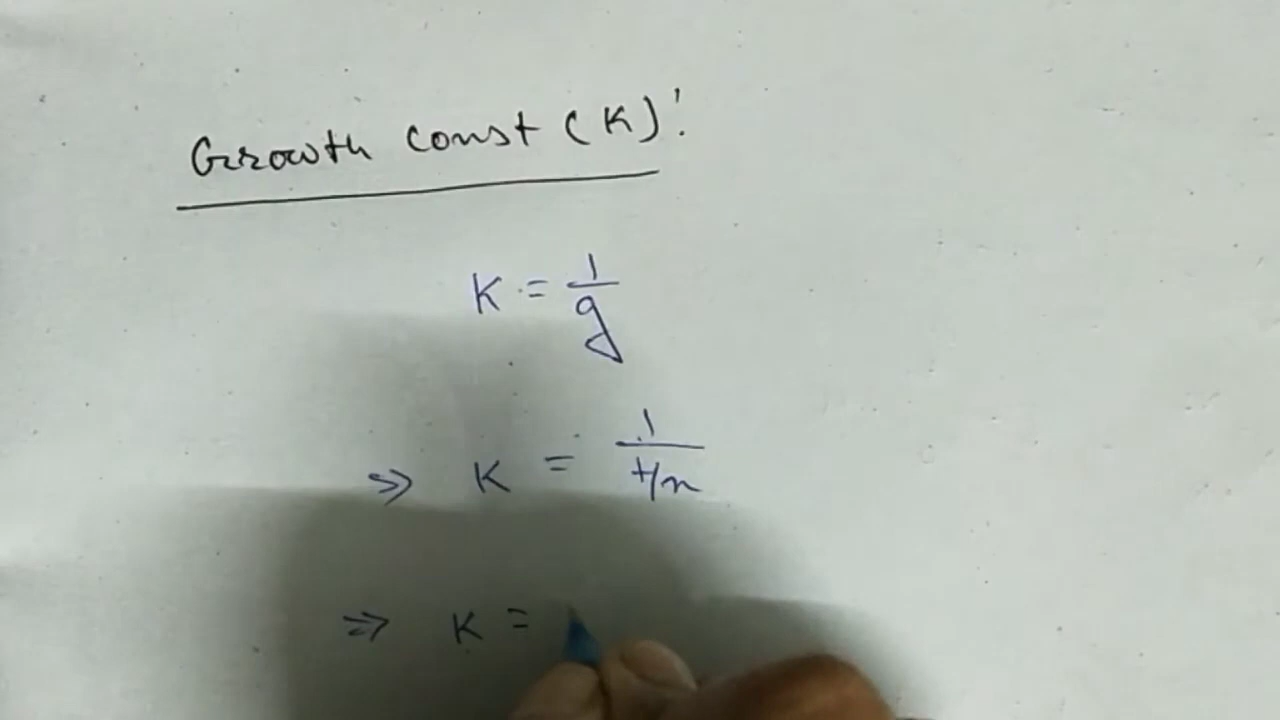 Growth const (K):
K = 1/g
⇒ K = 1/(t/n)
⇒ K =